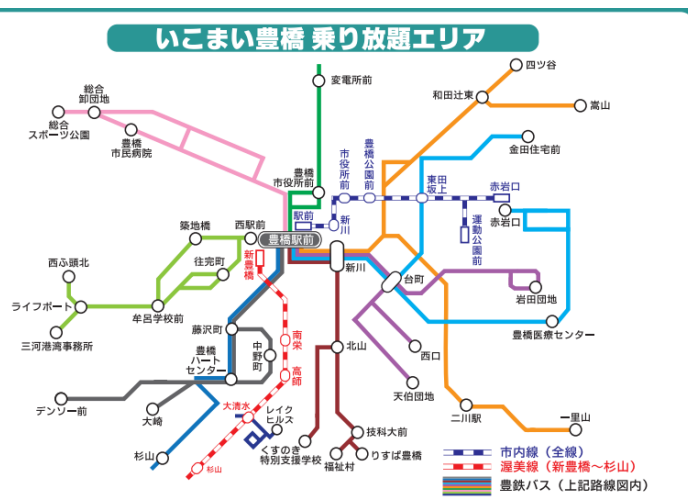 いこまい豊橋 乗り放題エリア
四ツ谷
変電所前
総合
卸団地
和田辻東
嵩山
総合
スポーツ公園
豊橋
市民病院
金田住宅前
市役所前
豊橋公園前
豊橋
市役所前
東田
坂上
赤岩口
駅前
新川
赤岩口
築地橋
西駅前
豊橋駅前
運動公園前
新豊橋
新川
西ふ頭北
住完町
台町
岩田団地
ライフポート
牟呂学校前
藤沢町
豊橋医療センター
三河港湾事務所
南栄
中野町
北山
西口
豊橋
ハート
センター
高師
天伯団地
デンソー前
大崎
大清水
レイク
ヒルズ
二川駅
一里山
技科大前
くすのき
特別支援学校
福祉村
りすぱ豊橋
杉山
杉山
市内線（全線）
渥美線（新豊橋～杉山）
豊鉄バス（上記路線図内）